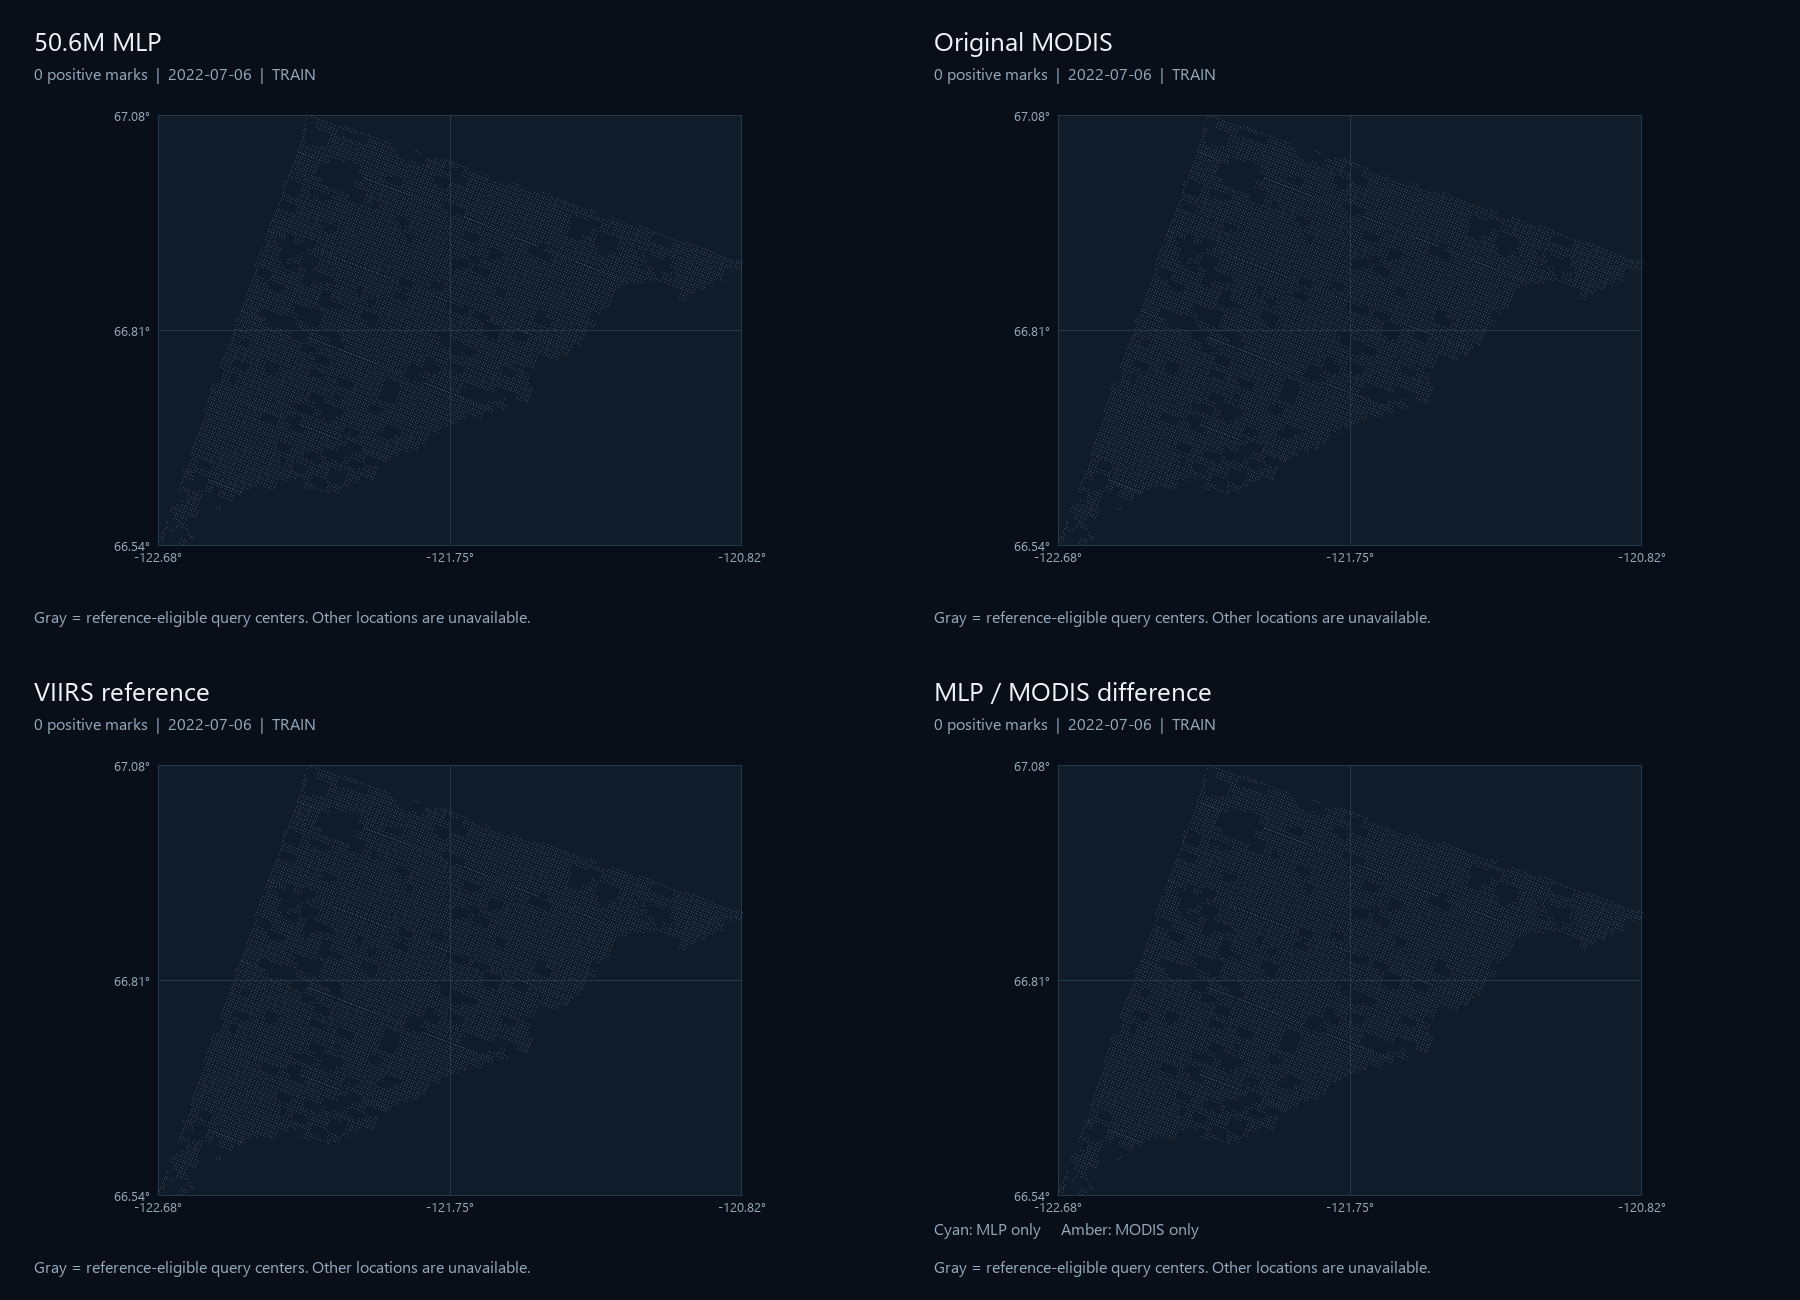 50.6M MLP
0 positive marks | 2022-07-06 | TRAIN
67.08°
66.81°
66.54°
-122.68°
-121.75°
-120.82°
Gray = reference-eligible query centers. Other locations are unavailable.
Original MODIS
0 positive marks | 2022-07-06 | TRAIN
67.08°
66.81°
66.54°
-122.68°
-121.75°
-120.82°
Gray = reference-eligible query centers. Other locations are unavailable.
VIIRS reference
0 positive marks | 2022-07-06 | TRAIN
67.08°
66.81°
66.54°
-122.68°
-121.75°
-120.82°
Gray = reference-eligible query centers. Other locations are unavailable.
MLP / MODIS difference
0 positive marks | 2022-07-06 | TRAIN
67.08°
66.81°
66.54°
-122.68°
-121.75°
-120.82°
Cyan: MLP only Amber: MODIS only
Gray = reference-eligible query centers. Other locations are unavailable.